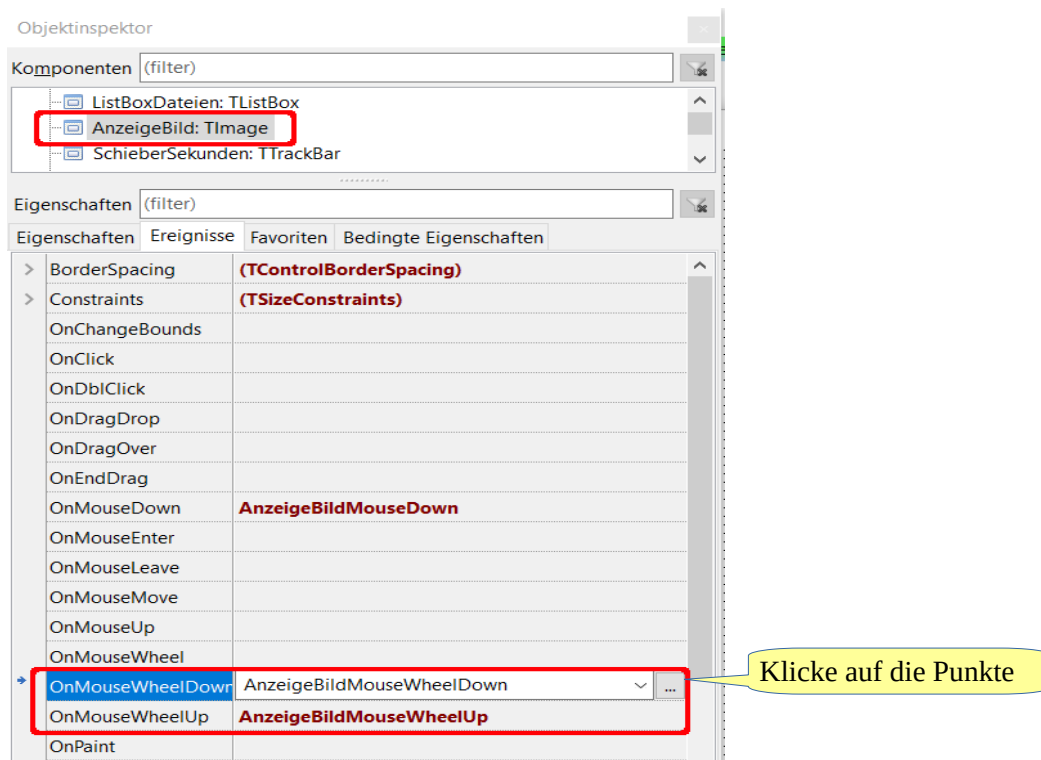 Objektinspektor
Komponenten (filter)
ListBoxDateien: TListBox
AnzeigeBild: TImage
SchieberSekunden: TTrackBar
Eigenschaften (filter)
Eigenschaften Ereignisse Favoriten Bedingte Eigenschaften
BorderSpacing (TControlBorderSpacing)
Constraints (TSizeConstraints)
OnChangeBounds
OnClick
OnDblClick
OnDragDrop
OnDragOver
OnEndDrag
OnMouseDown AnzeigeBildMouseDown
OnMouseEnter
OnMouseLeave
OnMouseMove
OnMouseUp
OnMouseWheel
OnMouseWheelDown AnzeigeBildMouseWheelDown ...
Klicke auf die Punkte
OnMouseWheelUp AnzeigeBildMouseWheelUp
OnPaint